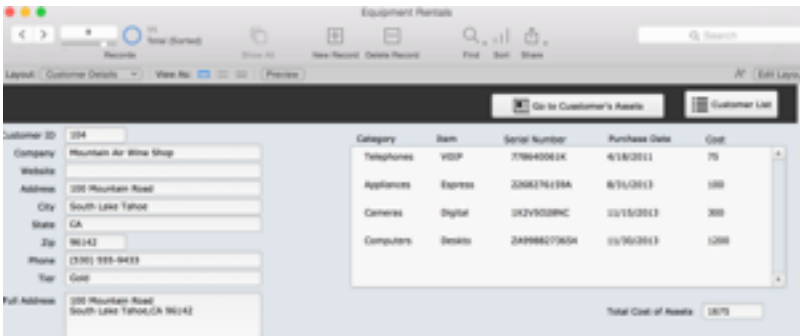 Equipment Rentals
Total (Sorted)
Records
Show All
New Record
Delete Record
Find
Sort
Share
Search
Layout: Customer Details
View As:
Preview
Edit Layou
Go to Customer's Assets
Customer List
Customer ID 104
Company Mountain Air Wine Shop
Website
Address 100 Mountain Road
City South Lake Tahoe
State CA
Zip 96142
Phone (530) 555-9433
Tier Gold
Full Address 100 Mountain Road
South Lake Tahoe,CA 96142
Category Item Serial Number Purchase Date Cost
Telephones VOIP 4/18/2011 75
Appliances Espress 8/31/2013 100
Cameras Digital 11/15/2013 300
Computers Deskto 11/30/2013 1200
Total Cost of Assets 1675